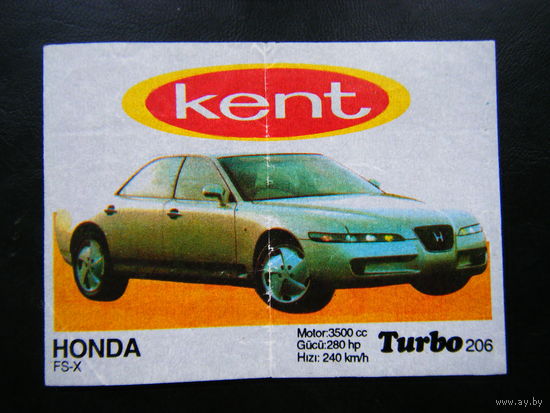 kent
HONDA
FS-X
Motor:3500 cc
Gücü:280 hp
Hızı: 240 km/h
Turbo 206
www.ay.by